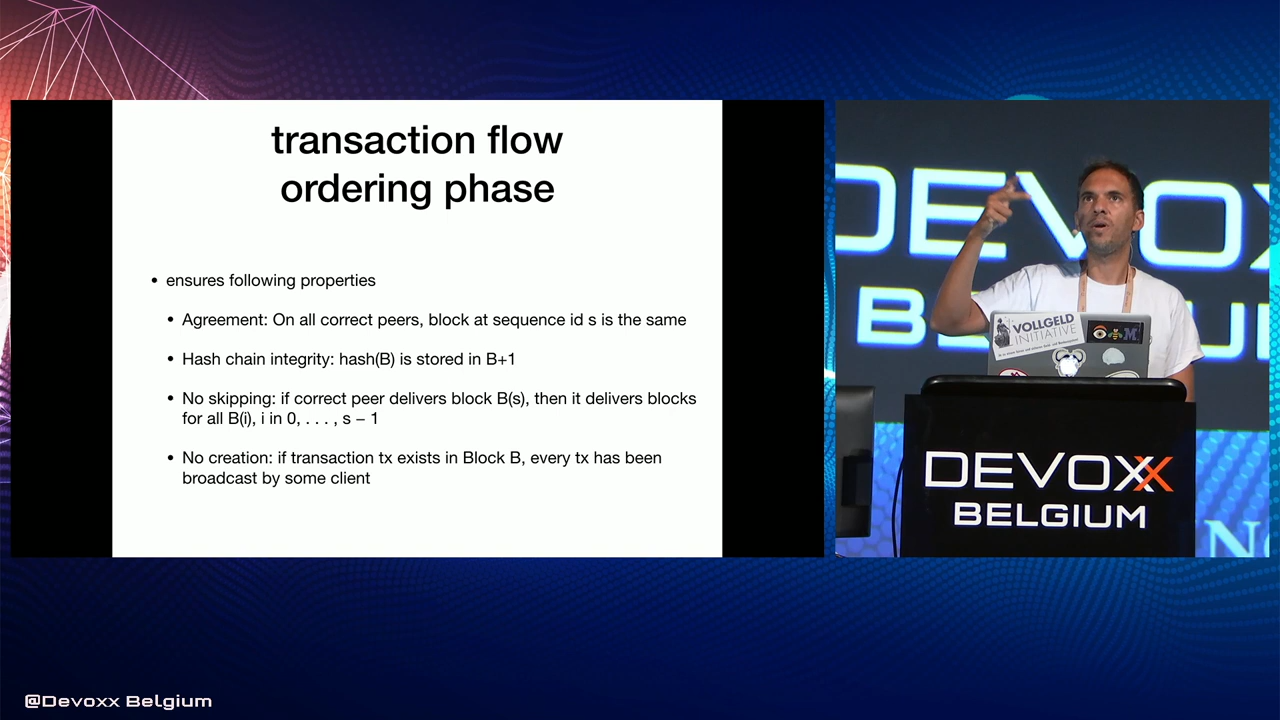 transaction flow
ordering phase
• ensures following properties
• Agreement: On all correct peers, block at sequence id s is the same
• Hash chain integrity: hash(B) is stored in B+1
• No skipping: if correct peer delivers block B(s), then it delivers blocks
for all B(i), i in 0, . . . , s − 1
• No creation: if transaction tx exists in Block B, every tx has been
broadcast by some client
DEVOX
BELGIU
VOLLGELD
INITIATIVE
M
DEVOXX
BELGIUM
No
@Devoxx Belgium